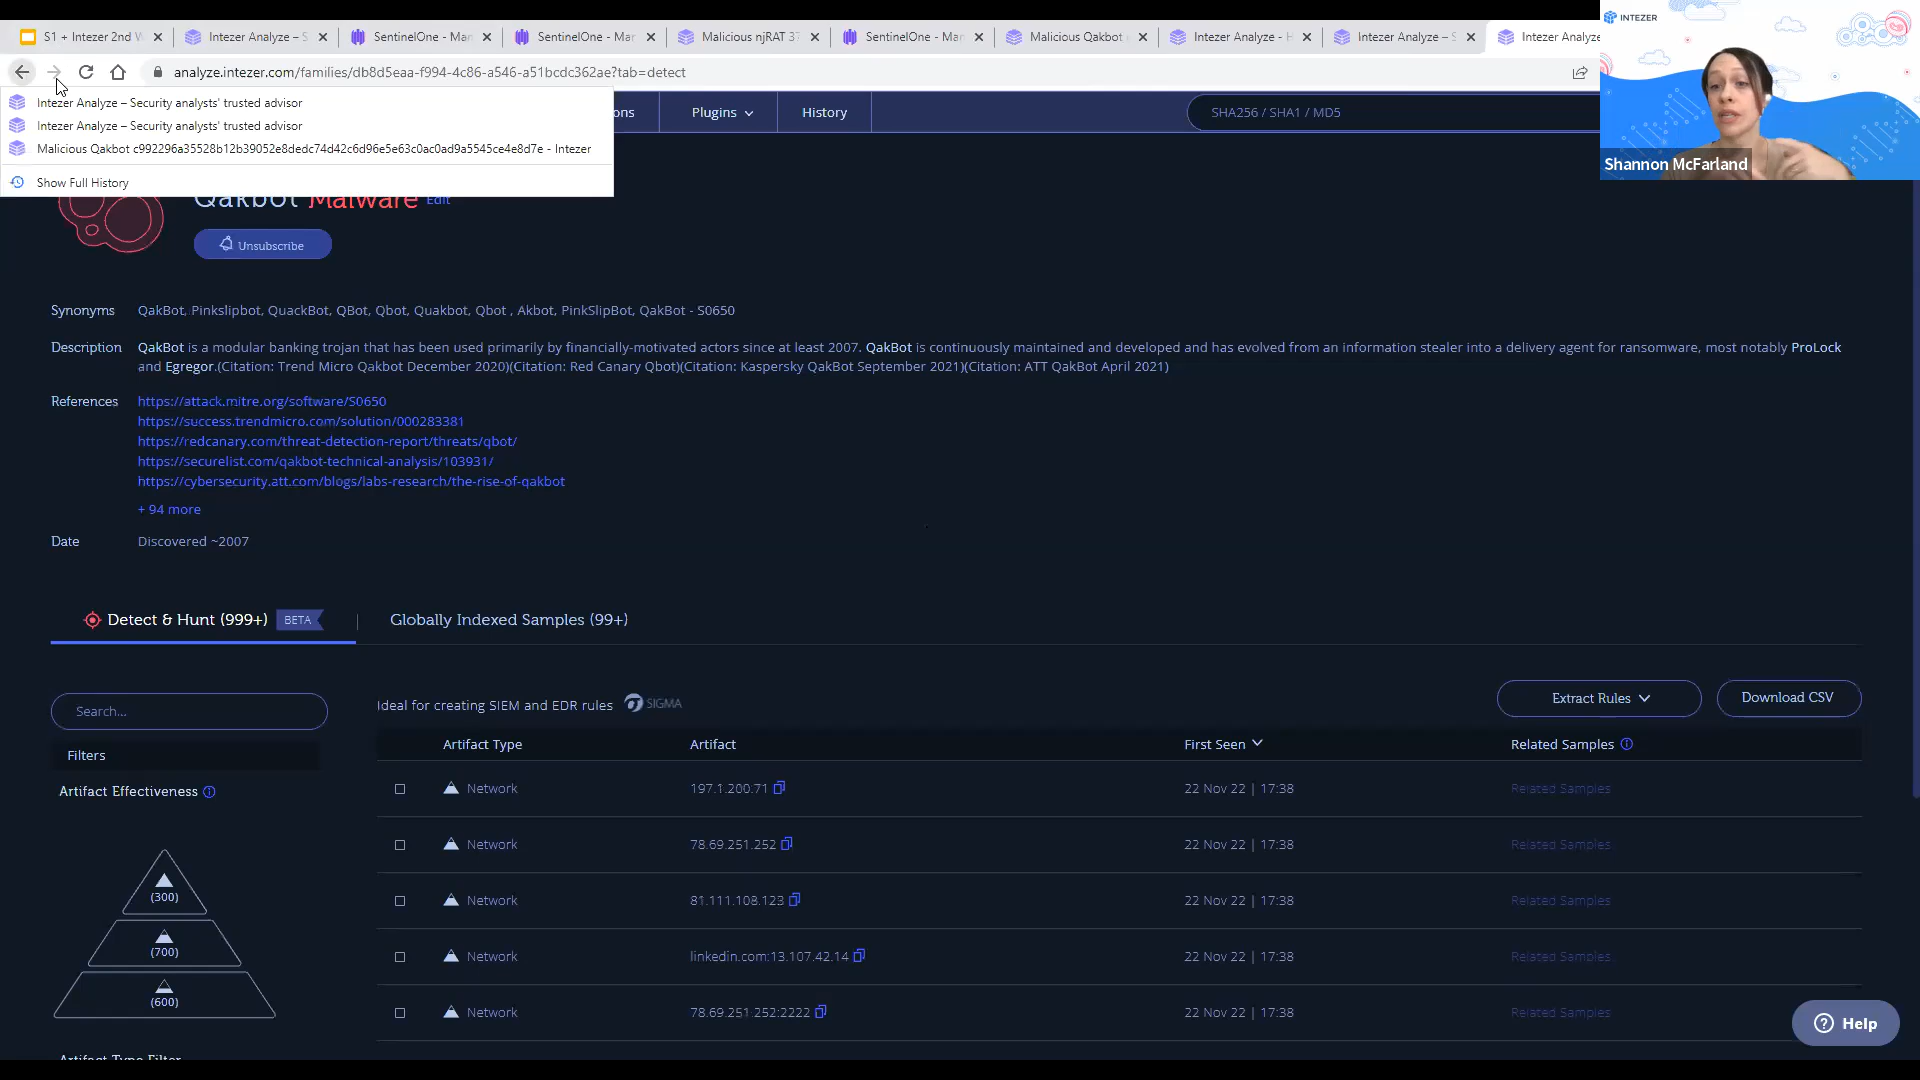 S1 + Intezer 2nd W
Intezer Analyze – S
SentinelOne - Man
SentinelOne - Mar
Malicious njRAT 37
SentinelOne - Man
Malicious Qakbot
Intezer Analyze - H
Intezer Analyze – S
Intezer Analyze
analyze.intezer.com/families/db8d5eaa-f994-4c86-a546-a51bcdc362ae?tab=detect
INTEZER
Shannon McFarland
Intezer Analyze – Security analysts' trusted advisor
Intezer Analyze – Security analysts' trusted advisor
Malicious Qakbot c992296a35528b12b39052e8dedc74d42c6d96e5e63c0ac0ad9a5545ce4e8d7e - Intezer
Show Full History
ons
Plugins
History
SHA256 / SHA1 / MD5
Qakbot Malware Edit
Unsubscribe
Synonyms QakBot, Pinkslipbot, QuackBot, QBot, Qbot, Quakbot, Qbot , Akbot, PinkSlipBot, QakBot - S0650
Description QakBot is a modular banking trojan that has been used primarily by financially-motivated actors since at least 2007. QakBot is continuously maintained and developed and has evolved from an information stealer into a delivery agent for ransomware, most notably ProLock
and Egregor.(Citation: Trend Micro Qakbot December 2020)(Citation: Red Canary Qbot)(Citation: Kaspersky QakBot September 2021)(Citation: ATT QakBot April 2021)
References https://attack.mitre.org/software/S0650
https://success.trendmicro.com/solution/000283381
https://redcanary.com/threat-detection-report/threats/qbot/
https://securelist.com/qakbot-technical-analysis/103931/
https://cybersecurity.att.com/blogs/labs-research/the-rise-of-qakbot
+ 94 more
Date Discovered ~2007
Detect & Hunt (999+) BETA
Globally Indexed Samples (99+)
Search...
Filters
Artifact Effectiveness
(300)
(700)
(600)
Artifact Type Filter
Ideal for creating SIEM and EDR rules SIGMA
Extract Rules
Download CSV
Artifact Type Artifact First Seen Related Samples
Network 197.1.200.71 22 Nov 22 | 17:38 Related Samples
Network 78.69.251.252 22 Nov 22 | 17:38 Related Samples
Network 81.111.108.123 22 Nov 22 | 17:38 Related Samples
Network linkedin.com:13.107.42.14 22 Nov 22 | 17:38 Related Samples
Network 78.69.251.252:2222 22 Nov 22 | 17:38 Related Samples
Help